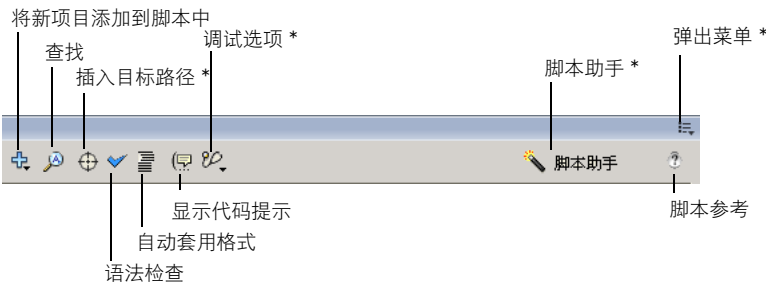 将新项目添加到脚本中
查找
插入目标路径 *
调试选项 *
脚本助手 *
弹出菜单 *
脚本助手
显示代码提示
自动套用格式
语法检查
脚本参考